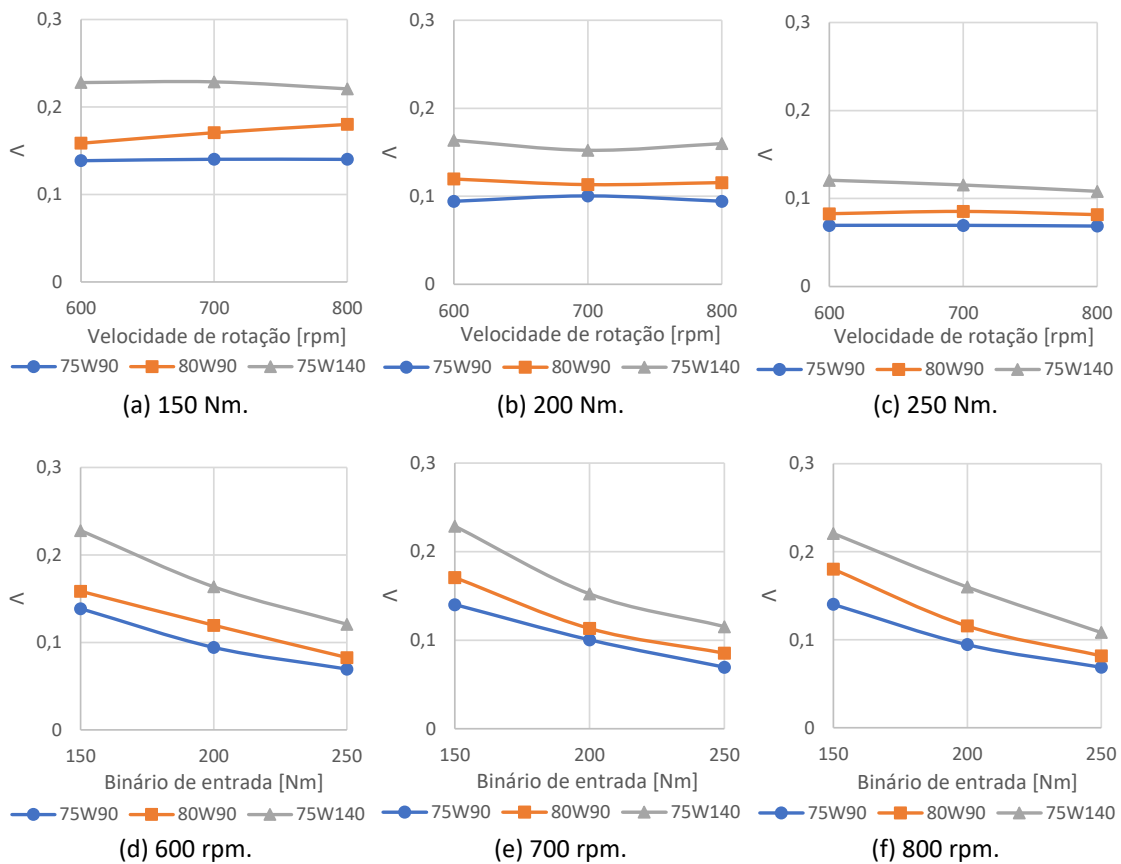 0,3
0,2
0,1
0
Λ
600 700 800
Velocidade de rotação [rpm]
75W90 80W90 75W140
(a) 150 Nm.
0,3
0,2
0,1
0
Λ
600 700 800
Velocidade de rotação [rpm]
75W90 80W90 75W140
(b) 200 Nm.
0,3
0,2
0,1
0
Λ
600 700 800
Velocidade de rotação [rpm]
75W90 80W90 75W140
(c) 250 Nm.
0,3
0,2
0,1
0
Λ
150 200 250
Binário de entrada [Nm]
75W90 80W90 75W140
(d) 600 rpm.
0,3
0,2
0,1
0
Λ
150 200 250
Binário de entrada [Nm]
75W90 80W90 75W140
(e) 700 rpm.
0,3
0,2
0,1
0
Λ
150 200 250
Binário de entrada [Nm]
75W90 80W90 75W140
(f) 800 rpm.